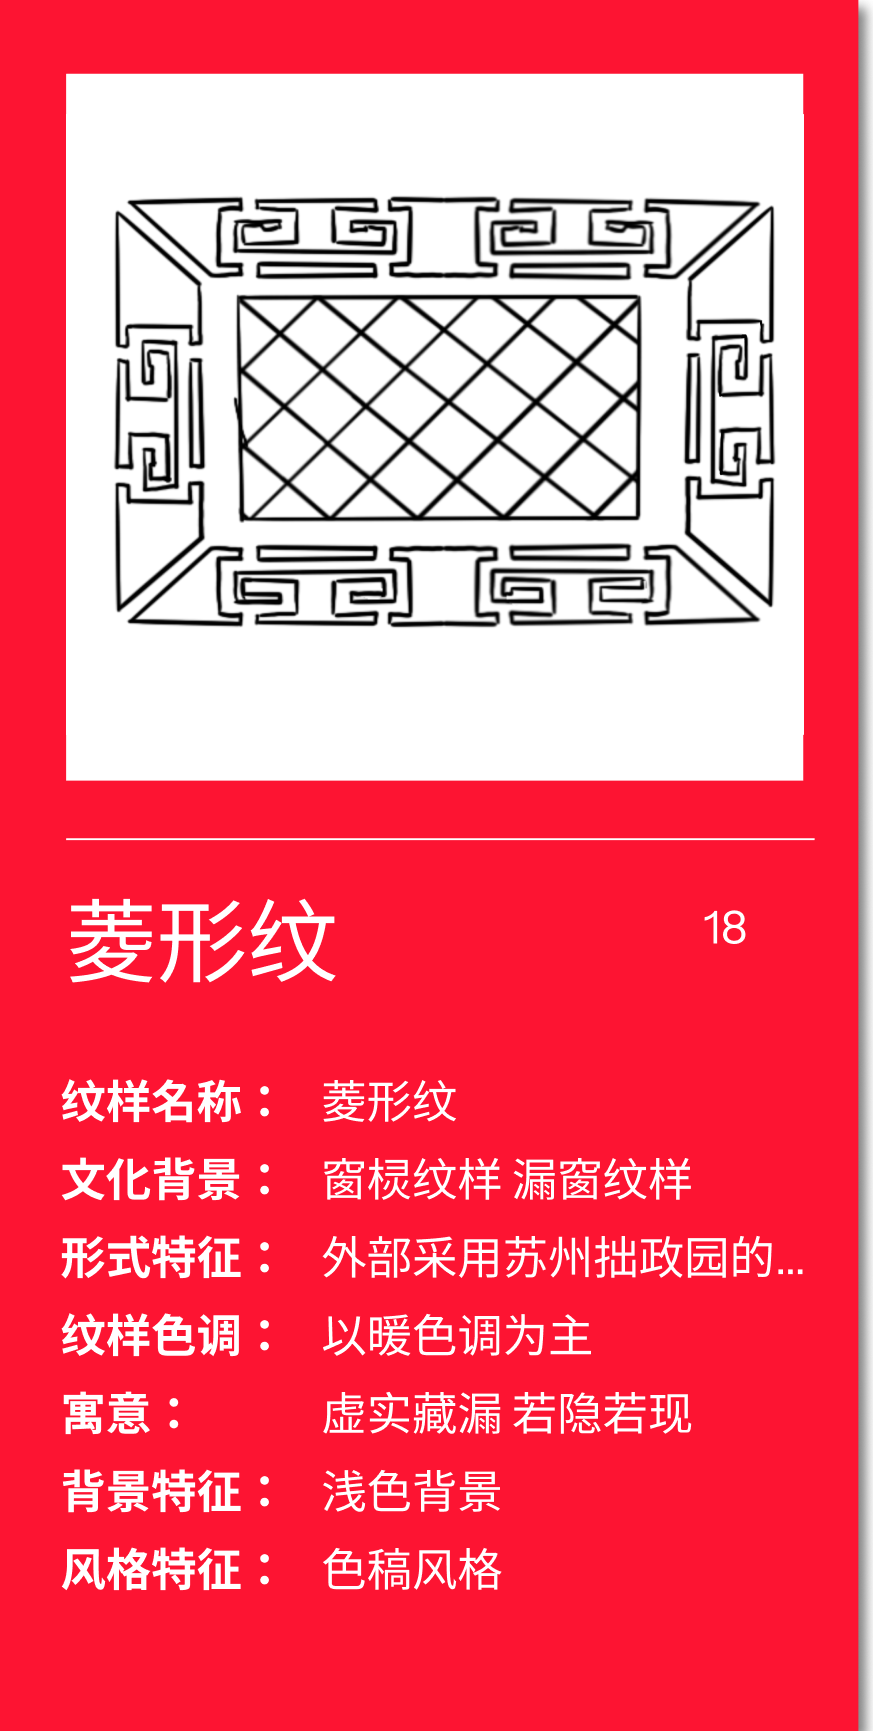 菱形纹
18
纹样名称： 菱形纹
文化背景： 窗棂纹样 漏窗纹样
形式特征： 外部采用苏州拙政园的...
纹样色调： 以暖色调为主
寓意： 虚实藏漏 若隐若现
背景特征： 浅色背景
风格特征： 色稿风格